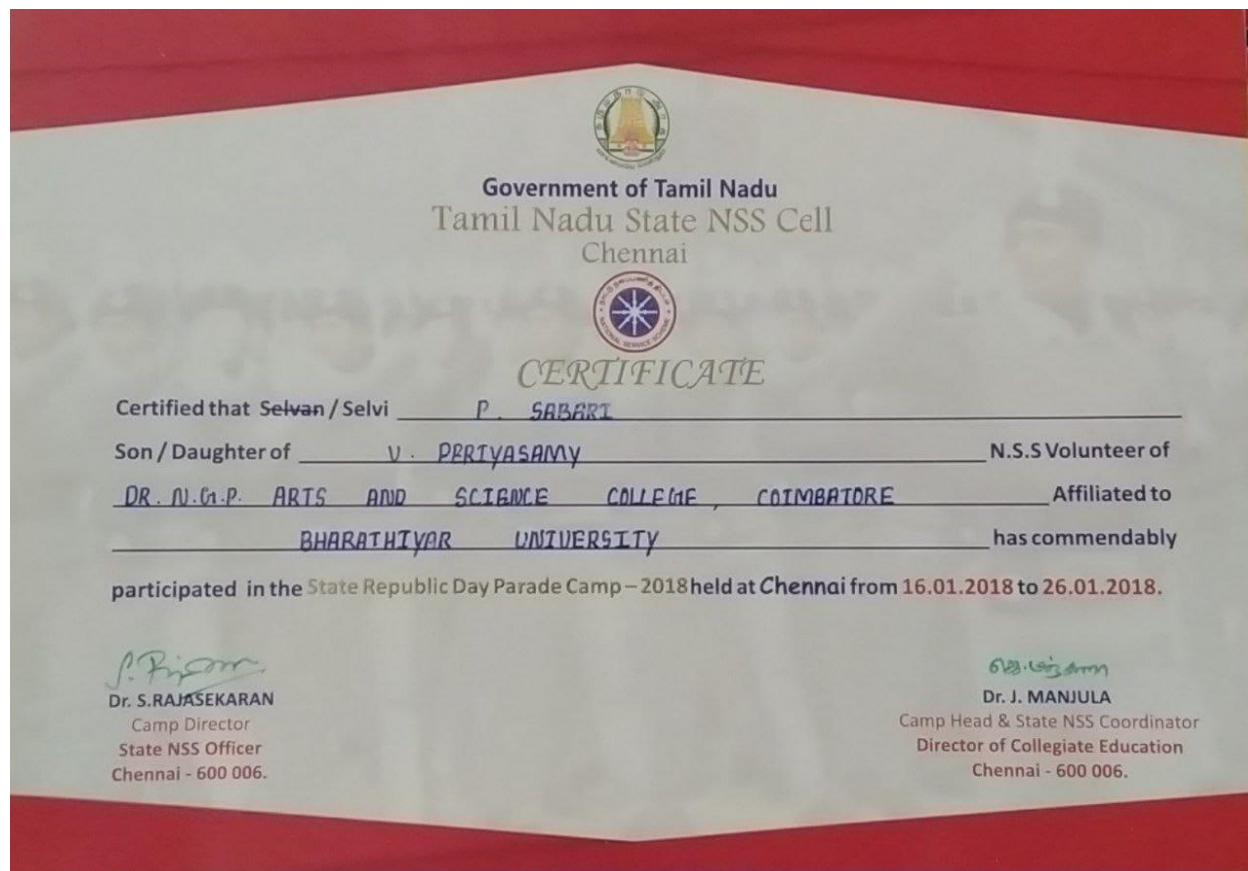 Government of Tamil Nadu
Tamil Nadu State NSS Cell
Chennai
NATIONAL SERVICE SCHEME
CERTIFICATE
Certified that Selvan / Selvi P. SABARI
Son / Daughter of V. PERIYASAMY N.S.S Volunteer of
DR. N.G.P. ARTS AND SCIENCE COLLEGE, COIMBATORE Affiliated to
BHARATHIYAR UNIVERSITY has commendably
participated in the State Republic Day Parade Camp – 2018 held at Chennai from 16.01.2018 to 26.01.2018.
Dr. S.RAJASEKARAN
Camp Director
State NSS Officer
Chennai - 600 006.
Dr. J. MANJULA
Camp Head & State NSS Coordinator
Director of Collegiate Education
Chennai - 600 006.